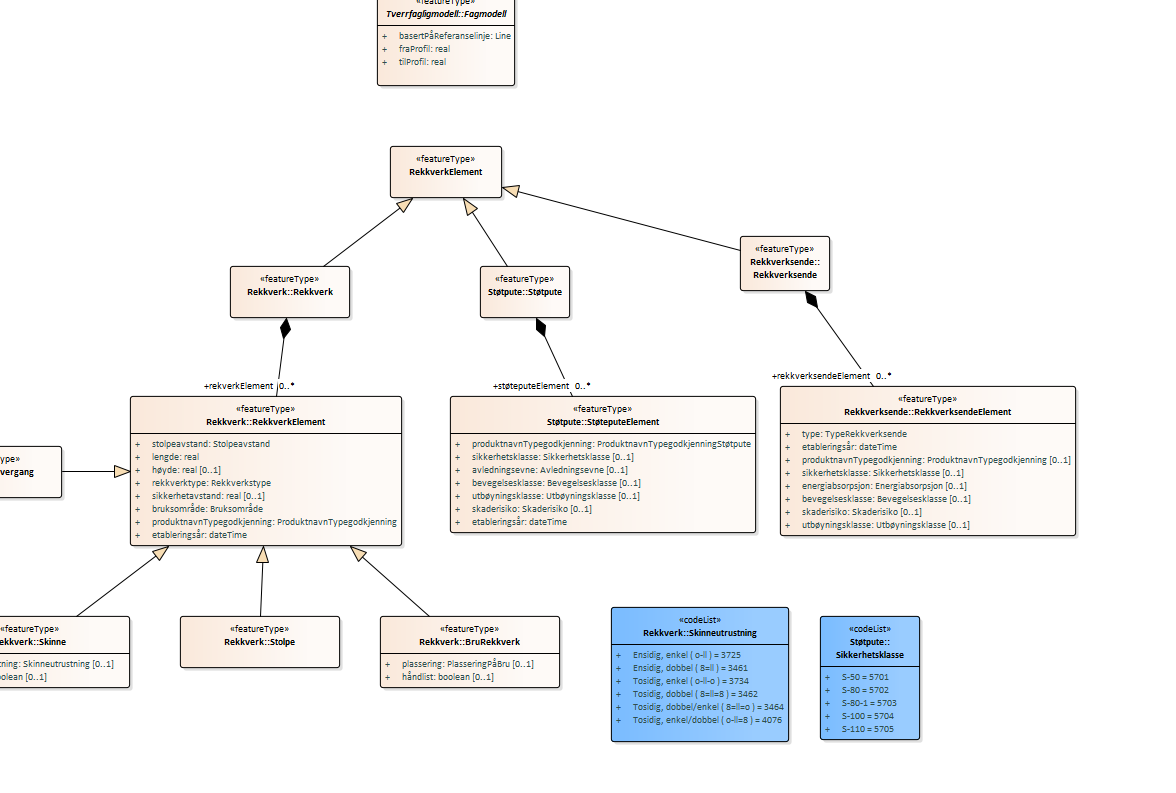 «featureType»
Tverrfagligmodell::Fagmodell
+ basertPåReferanselinje: Line
+ fraProfil: real
+ tilProfil: real
«featureType»
RekkverkElement
«featureType»
Rekkverk::Rekkverk
«featureType»
Støtpute::Støtpute
«featureType»
Rekkverksende::
Rekkverksende
+rekverkElement 0..*
+støteputeElement 0..*
+rekkverksendeElement 0..*
«featureType»
Rekkverk::RekkverkElement
+ stolpeavstand: Stolpeavstand
+ lengde: real
+ høyde: real [0..1]
+ rekkverktype: Rekkverkstype
+ sikkerhetavstand: real [0..1]
+ bruksområde: Bruksområde
+ produktnavnTypegodkjenning: ProduktnavnTypegodkjenning
+ etableringsår: dateTime
«featureType»
Støtpute::StøteputeElement
+ produktnavnTypegodkjenning: ProduktnavnTypegodkjenningStøtpute
+ sikkerhetsklasse: Sikkerhetsklasse [0..1]
+ avledningsevne: Avledningsevne [0..1]
+ bevegelsesklasse: Bevegelsesklasse [0..1]
+ utbøyningsklasse: Utbøyningsklasse [0..1]
+ skaderisiko: Skaderisiko [0..1]
+ etableringsår: dateTime
«featureType»
Rekkverksende::RekkverksendeElement
+ type: TypeRekkverksende
+ etableringsår: dateTime
+ produktnavnTypegodkjenning: ProduktnavnTypegodkjenning [0..1]
+ sikkerhetsklasse: Sikkerhetsklasse [0..1]
+ energiabsorpsjon: Energiabsorpsjon [0..1]
+ bevegelsesklasse: Bevegelsesklasse [0..1]
+ skaderisiko: Skaderisiko [0..1]
+ utbøyningsklasse: Utbøyningsklasse [0..1]
ype»
vergang
«featureType»
ekkverk::Skinne
tning: Skinneutrustning [0..1]
oolean [0..1]
«featureType»
Rekkverk::Stolpe
«featureType»
Rekkverk::BruRekkverk
+ plassering: PlasseringPåBru [0..1]
+ håndlist: boolean [0..1]
«codeList»
Rekkverk::Skinneutrustning
+ Ensidig, enkel ( o-ll ) = 3725
+ Ensidig, dobbel ( 8=ll ) = 3461
+ Tosidig, enkel ( o-ll-o ) = 3734
+ Tosidig, dobbel ( 8=ll=8 ) = 3462
+ Tosidig, dobbel/enkel ( 8=ll=o ) = 3464
+ Tosidig, enkel/dobbel ( o-ll=8 ) = 4076
«codeList»
Støtpute::
Sikkerhetsklasse
+ S-50 = 5701
+ S-80 = 5702
+ S-80-1 = 5703
+ S-100 = 5704
+ S-110 = 5705